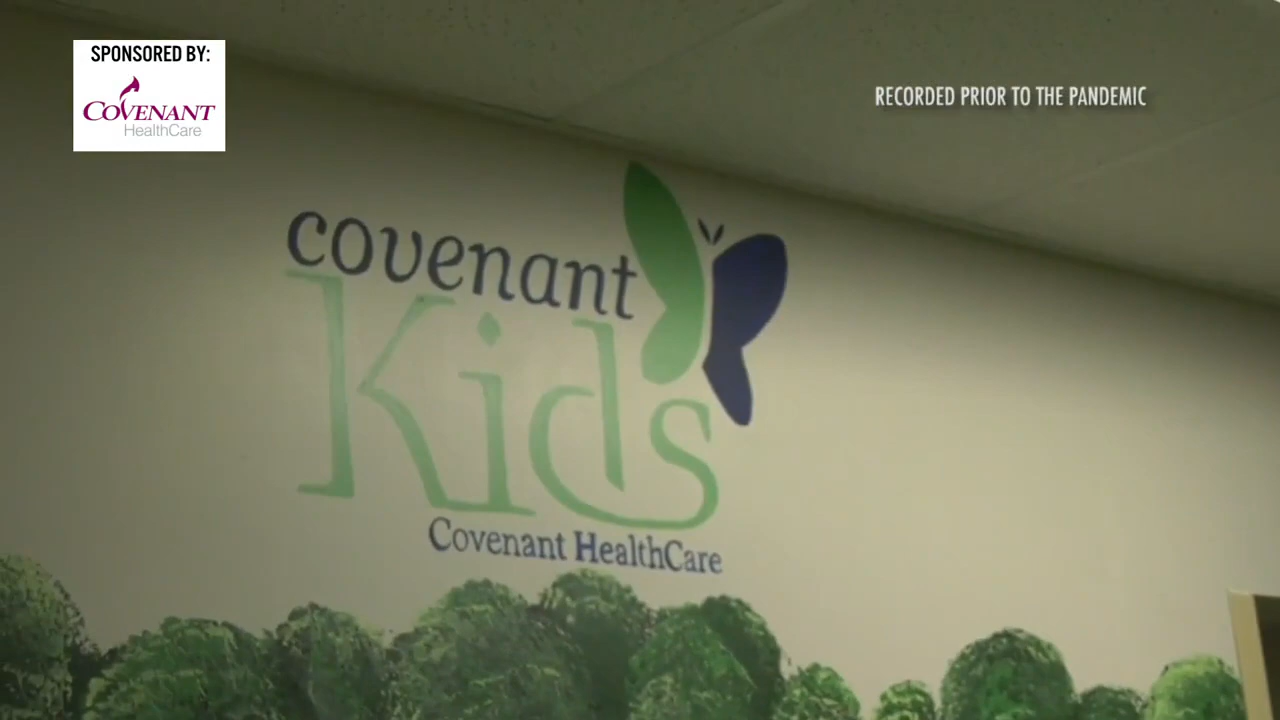 SPONSORED BY:
COVENANT
HealthCare
RECORDED PRIOR TO THE PANDEMIC
covenant
Kids
Covenant HealthCare